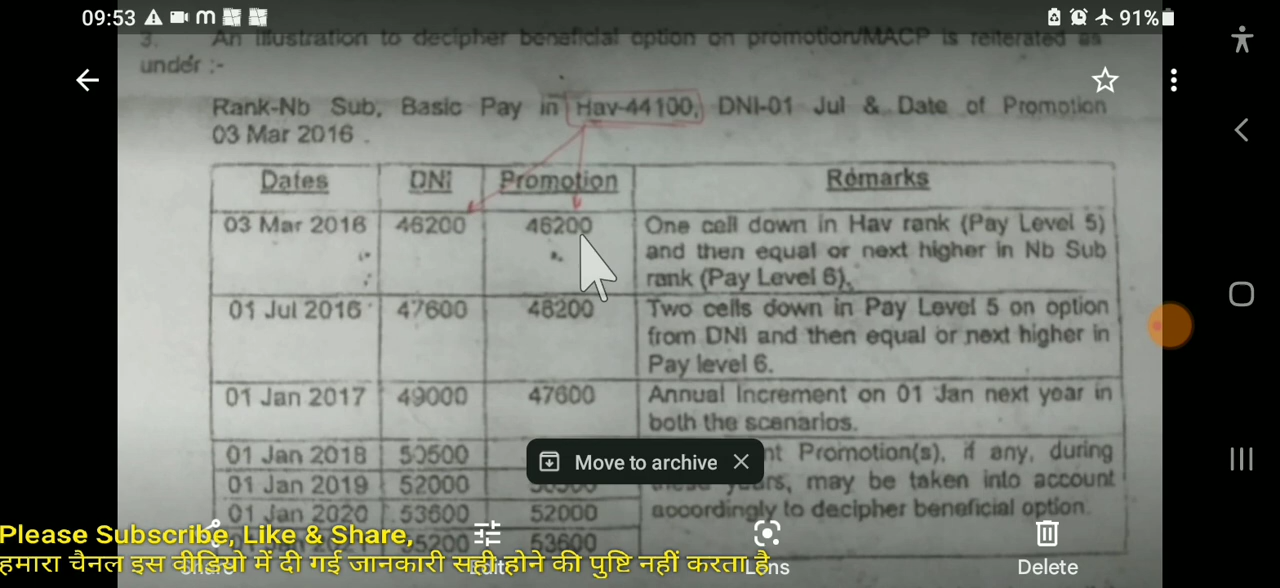 09:53
91%
3. An illustration to decipher beneficial option on promotion/MACP is reiterated as
under :-
Rank-Nb Sub, Basic Pay in Hav-44100, DNI-01 Jul & Date of Promotion
03 Mar 2016
Dates DNI Promotion Remarks
03 Mar 2016 46200 46200 One cell down in Hav rank (Pay Level 5)
and then equal or next higher in Nb Sub
rank (Pay Level 6).
01 Jul 2016 47600 46200 Two cells down in Pay Level 5 on option
from DNI and then equal or next higher in
Pay level 6.
01 Jan 2017 49000 47600 Annual Increment on 01 Jan next year in
both the scenarios.
01 Jan 2018 50500 Promotion(s), if any, during
01 Jan 2019 52000 may be taken into account
01 Jan 2020 53600 52000 accordingly to decipher beneficial option.
55200 53600
Move to archive
Please Subscribe, Like & Share,
हमारा चैनल इस वीडियो में दी गई जानकारी सही होने की पुष्टि नहीं करता है
Share Edit Lens Delete